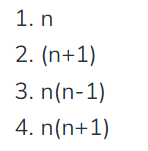 1. n
2. (n+1)
3. n(n-1)
4. n(n+1)